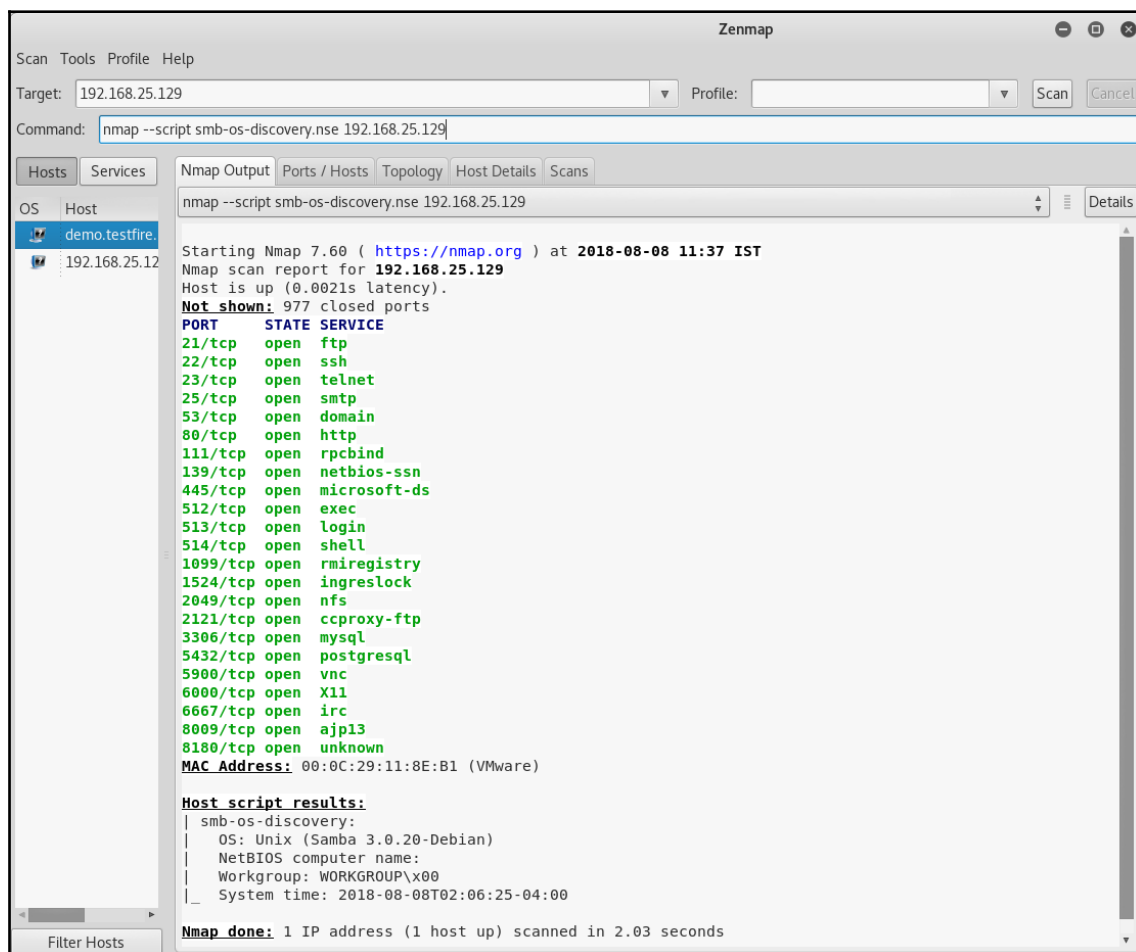 Zenmap
Scan Tools Profile Help
Target: 192.168.25.129 Profile: Scan Cancel
Command: nmap --script smb-os-discovery.nse 192.168.25.129
Hosts Services Nmap Output Ports / Hosts Topology Host Details Scans
OS Host nmap --script smb-os-discovery.nse 192.168.25.129 Details
demo.testfire.
192.168.25.12
Starting Nmap 7.60 ( https://nmap.org ) at 2018-08-08 11:37 IST
Nmap scan report for 192.168.25.129
Host is up (0.0021s latency).
Not shown: 977 closed ports
PORT STATE SERVICE
21/tcp open ftp
22/tcp open ssh
23/tcp open telnet
25/tcp open smtp
53/tcp open domain
80/tcp open http
111/tcp open rpcbind
139/tcp open netbios-ssn
445/tcp open microsoft-ds
512/tcp open exec
513/tcp open login
514/tcp open shell
1099/tcp open rmiregistry
1524/tcp open ingreslock
2049/tcp open nfs
2121/tcp open ccproxy-ftp
3306/tcp open mysql
5432/tcp open postgresql
5900/tcp open vnc
6000/tcp open X11
6667/tcp open irc
8009/tcp open ajp13
8180/tcp open unknown
MAC Address: 00:0C:29:11:8E:B1 (VMware)
Host script results:
| smb-os-discovery:
|   OS: Unix (Samba 3.0.20-Debian)
|   NetBIOS computer name:
|   Workgroup: WORKGROUP\x00
|_  System time: 2018-08-08T02:06:25-04:00
Nmap done: 1 IP address (1 host up) scanned in 2.03 seconds
Filter Hosts